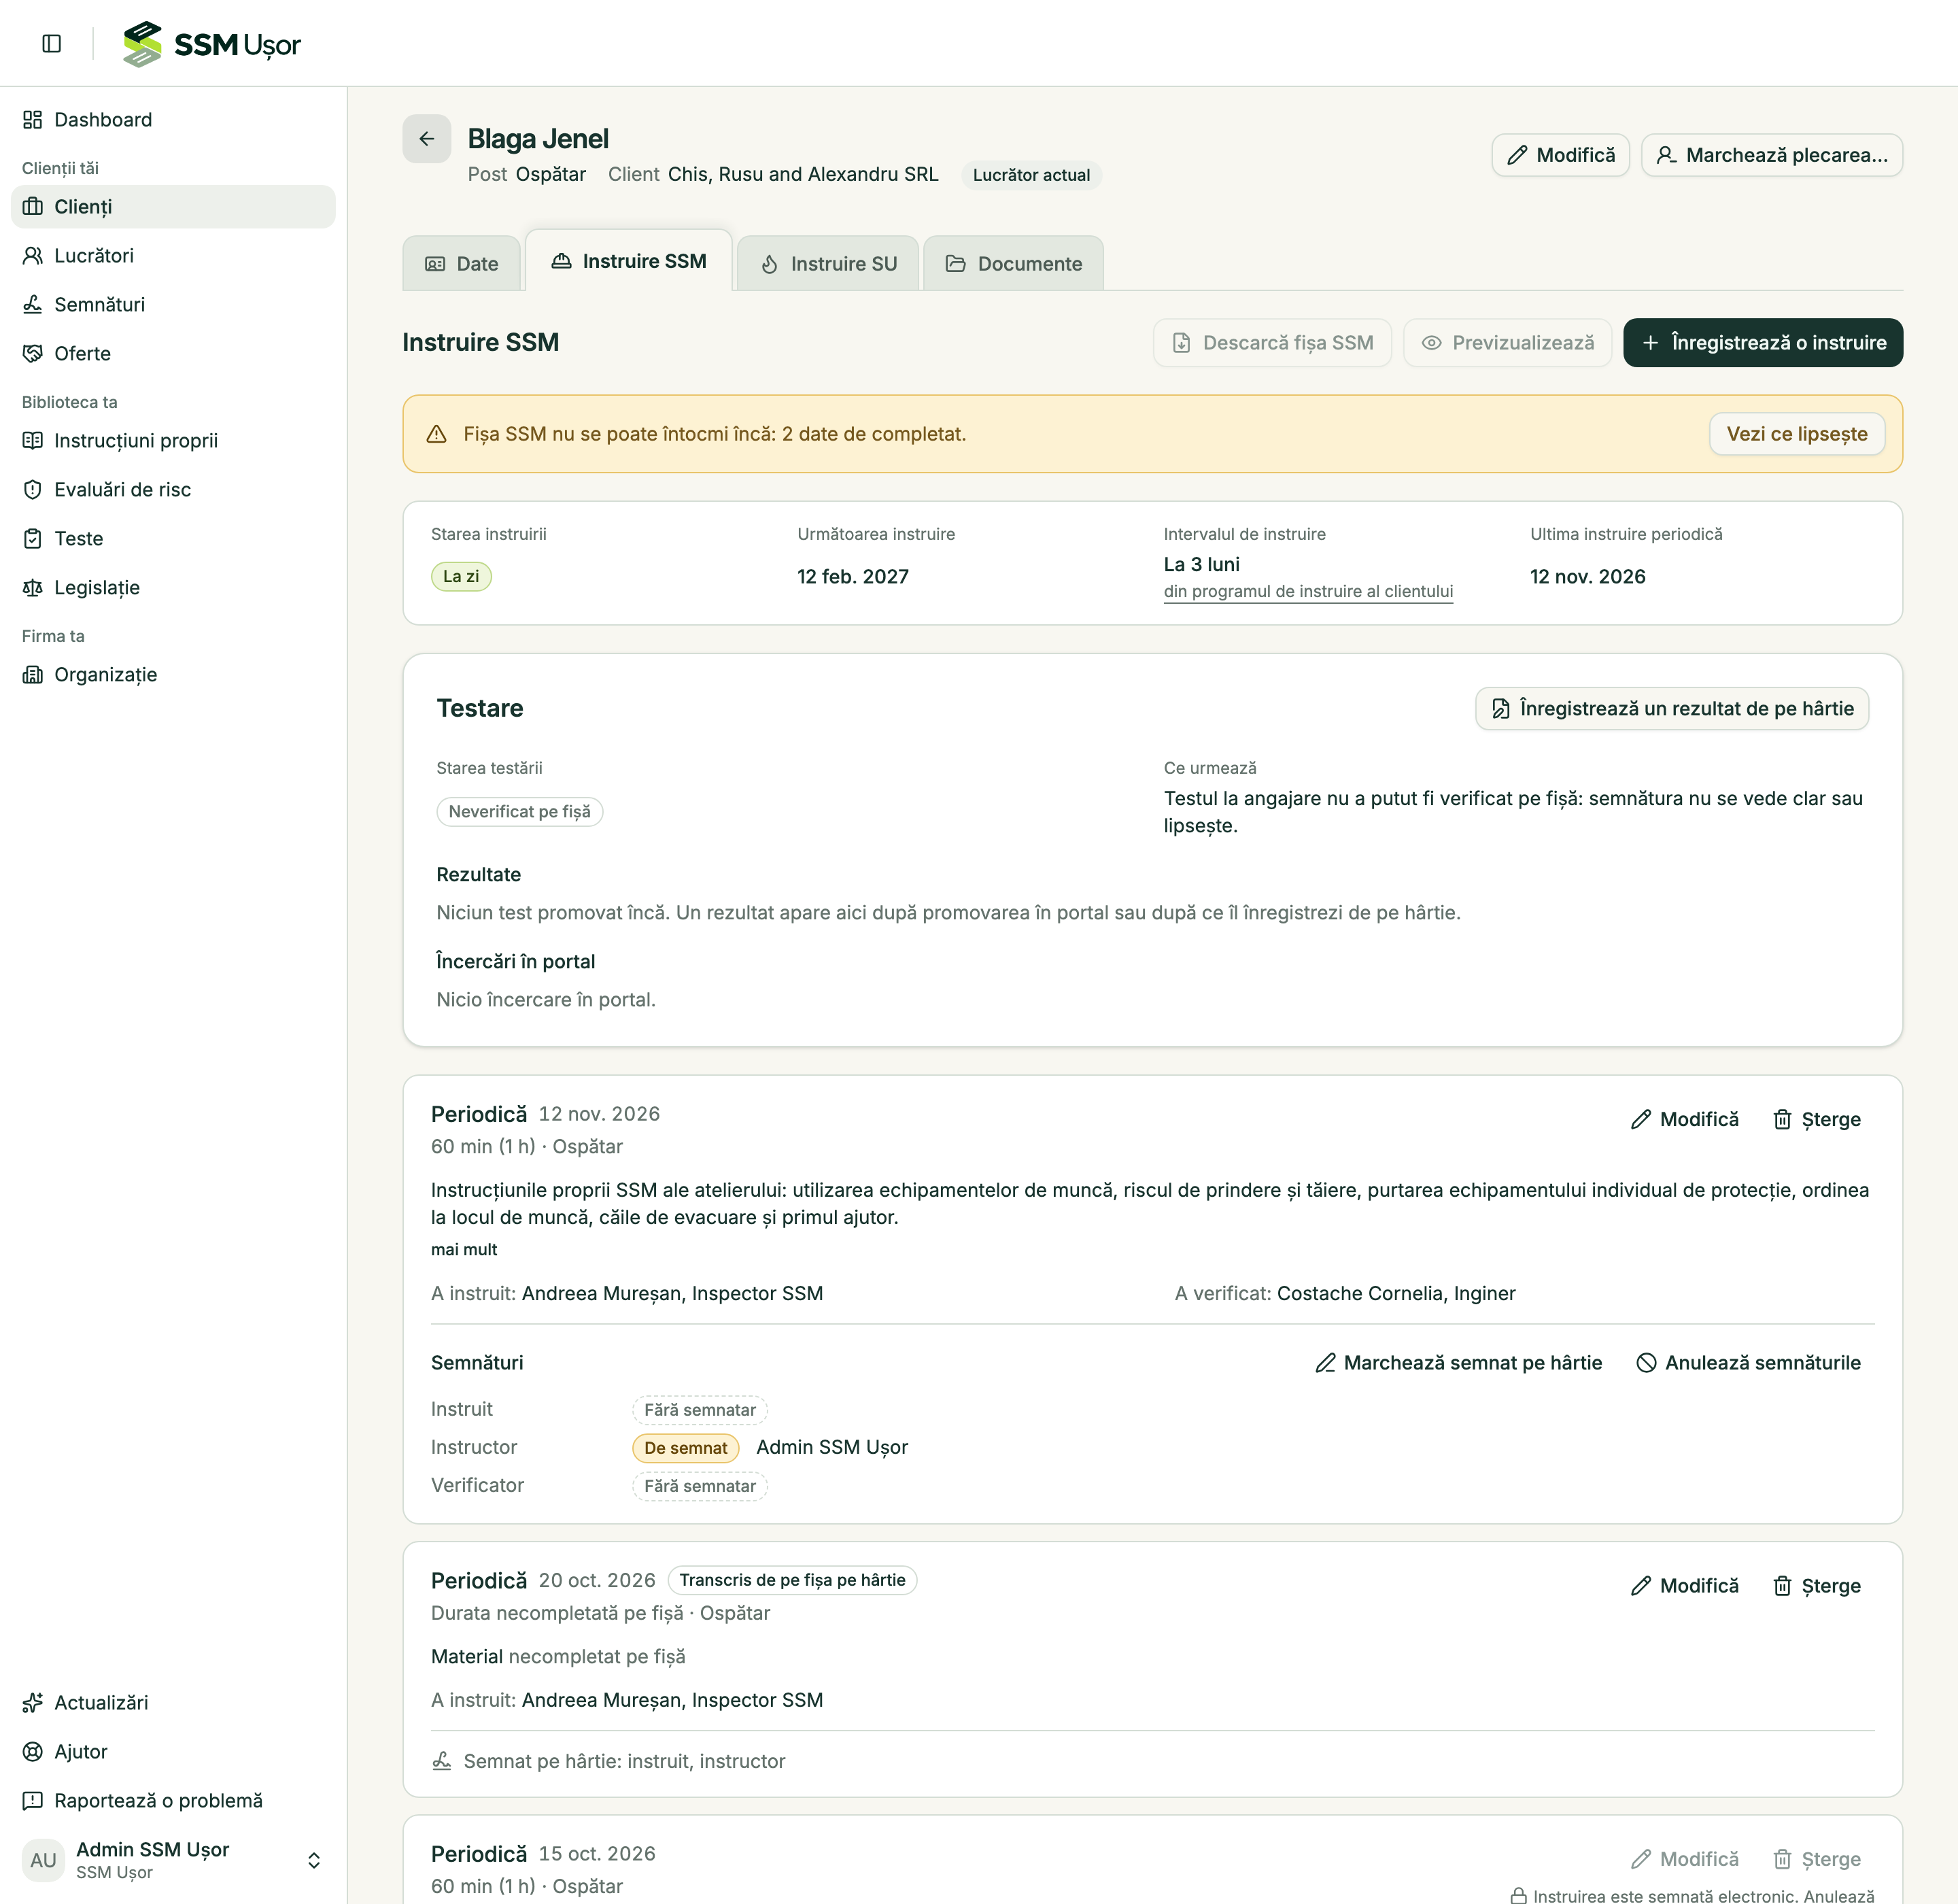 SSM Ușor
Dashboard
Clienții tăi
Clienți
Lucrători
Semnături
Oferte
Biblioteca ta
Instrucțiuni proprii
Evaluări de risc
Teste
Legislație
Firma ta
Organizație
Actualizări
Ajutor
Raportează o problemă
AU
Admin SSM Ușor
SSM Ușor
Blaga Jenel
Post Ospătar Client Chis, Rusu and Alexandru SRL Lucrător actual
Modifică
Marchează plecarea...
Date
Instruire SSM
Instruire SU
Documente
Instruire SSM
Descarcă fișa SSM
Previzualizează
Înregistrează o instruire
Fișa SSM nu se poate întocmi încă: 2 date de completat.
Vezi ce lipsește
Starea instruirii
La zi
Următoarea instruire
12 feb. 2027
Intervalul de instruire
La 3 luni
din programul de instruire al clientului
Ultima instruire periodică
12 nov. 2026
Testare
Înregistrează un rezultat de pe hârtie
Starea testării
Neverificat pe fișă
Ce urmează
Testul la angajare nu a putut fi verificat pe fișă: semnătura nu se vede clar sau
lipsește.
Rezultate
Niciun test promovat încă. Un rezultat apare aici după promovarea în portal sau după ce îl înregistrezi de pe hârtie.
Încercări în portal
Nicio încercare în portal.
Periodică 12 nov. 2026
Modifică
Șterge
60 min (1 h) · Ospătar
Instrucțiunile proprii SSM ale atelierului: utilizarea echipamentelor de muncă, riscul de prindere și tăiere, purtarea echipamentului individual de protecție, ordinea
la locul de muncă, căile de evacuare și primul ajutor.
mai mult
A instruit: Andreea Mureșan, Inspector SSM
A verificat: Costache Cornelia, Inginer
Semnături
Marchează semnat pe hârtie
Anulează semnăturile
Instruit Fără semnatar
Instructor De semnat Admin SSM Ușor
Verificator Fără semnatar
Periodică 20 oct. 2026 Transcris de pe fișa pe hârtie
Modifică
Șterge
Durata necompletată pe fișă · Ospătar
Material necompletat pe fișă
A instruit: Andreea Mureșan, Inspector SSM
Semnat pe hârtie: instruit, instructor
Periodică 15 oct. 2026
Modifică
Șterge
60 min (1 h) · Ospătar
Instruirea este semnată electronic. Anulează